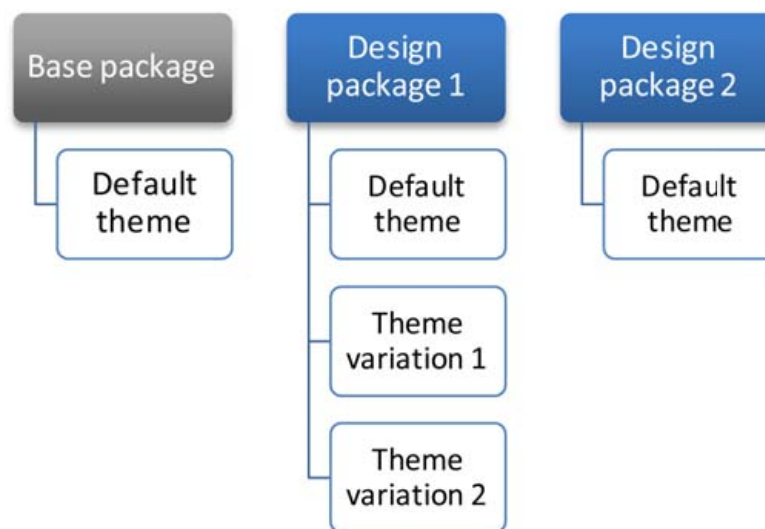 Base package
Default
theme
Design
package 1
Default
theme
Theme
variation 1
Theme
variation 2
Design
package 2
Default
theme